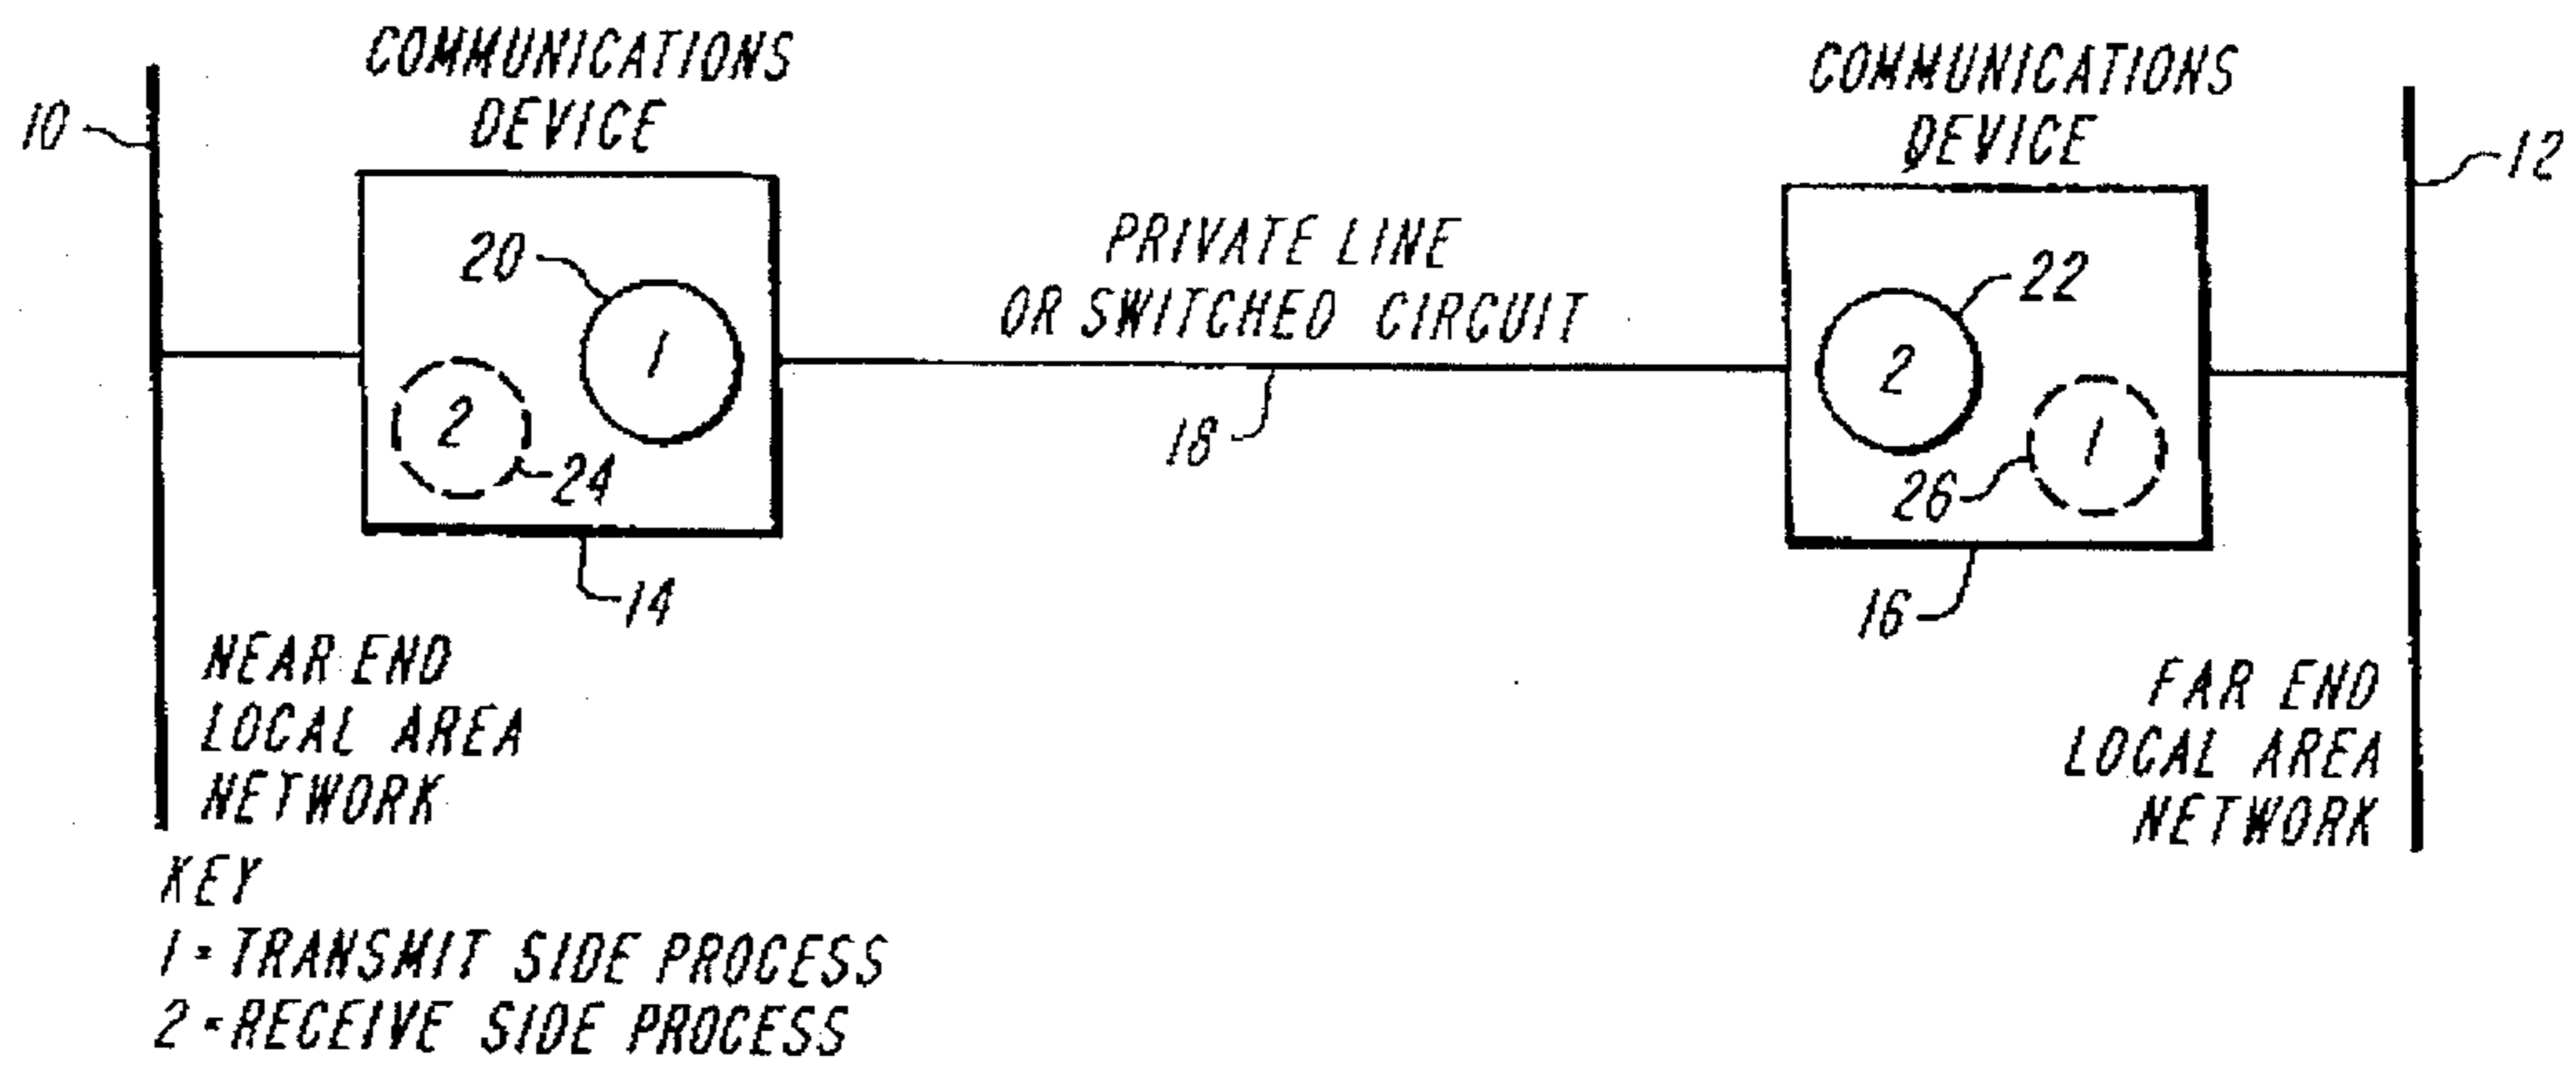 COMMUNICATIONS
DEVICE
COMMUNICATIONS
DEVICE
10
12
20
1
2
24
14
PRIVATE LINE
OR SWITCHED CIRCUIT
18
22
2
1
26
16
NEAR END
LOCAL AREA
NETWORK
FAR END
LOCAL AREA
NETWORK
KEY
1=TRANSMIT SIDE PROCESS
2=RECEIVE SIDE PROCESS